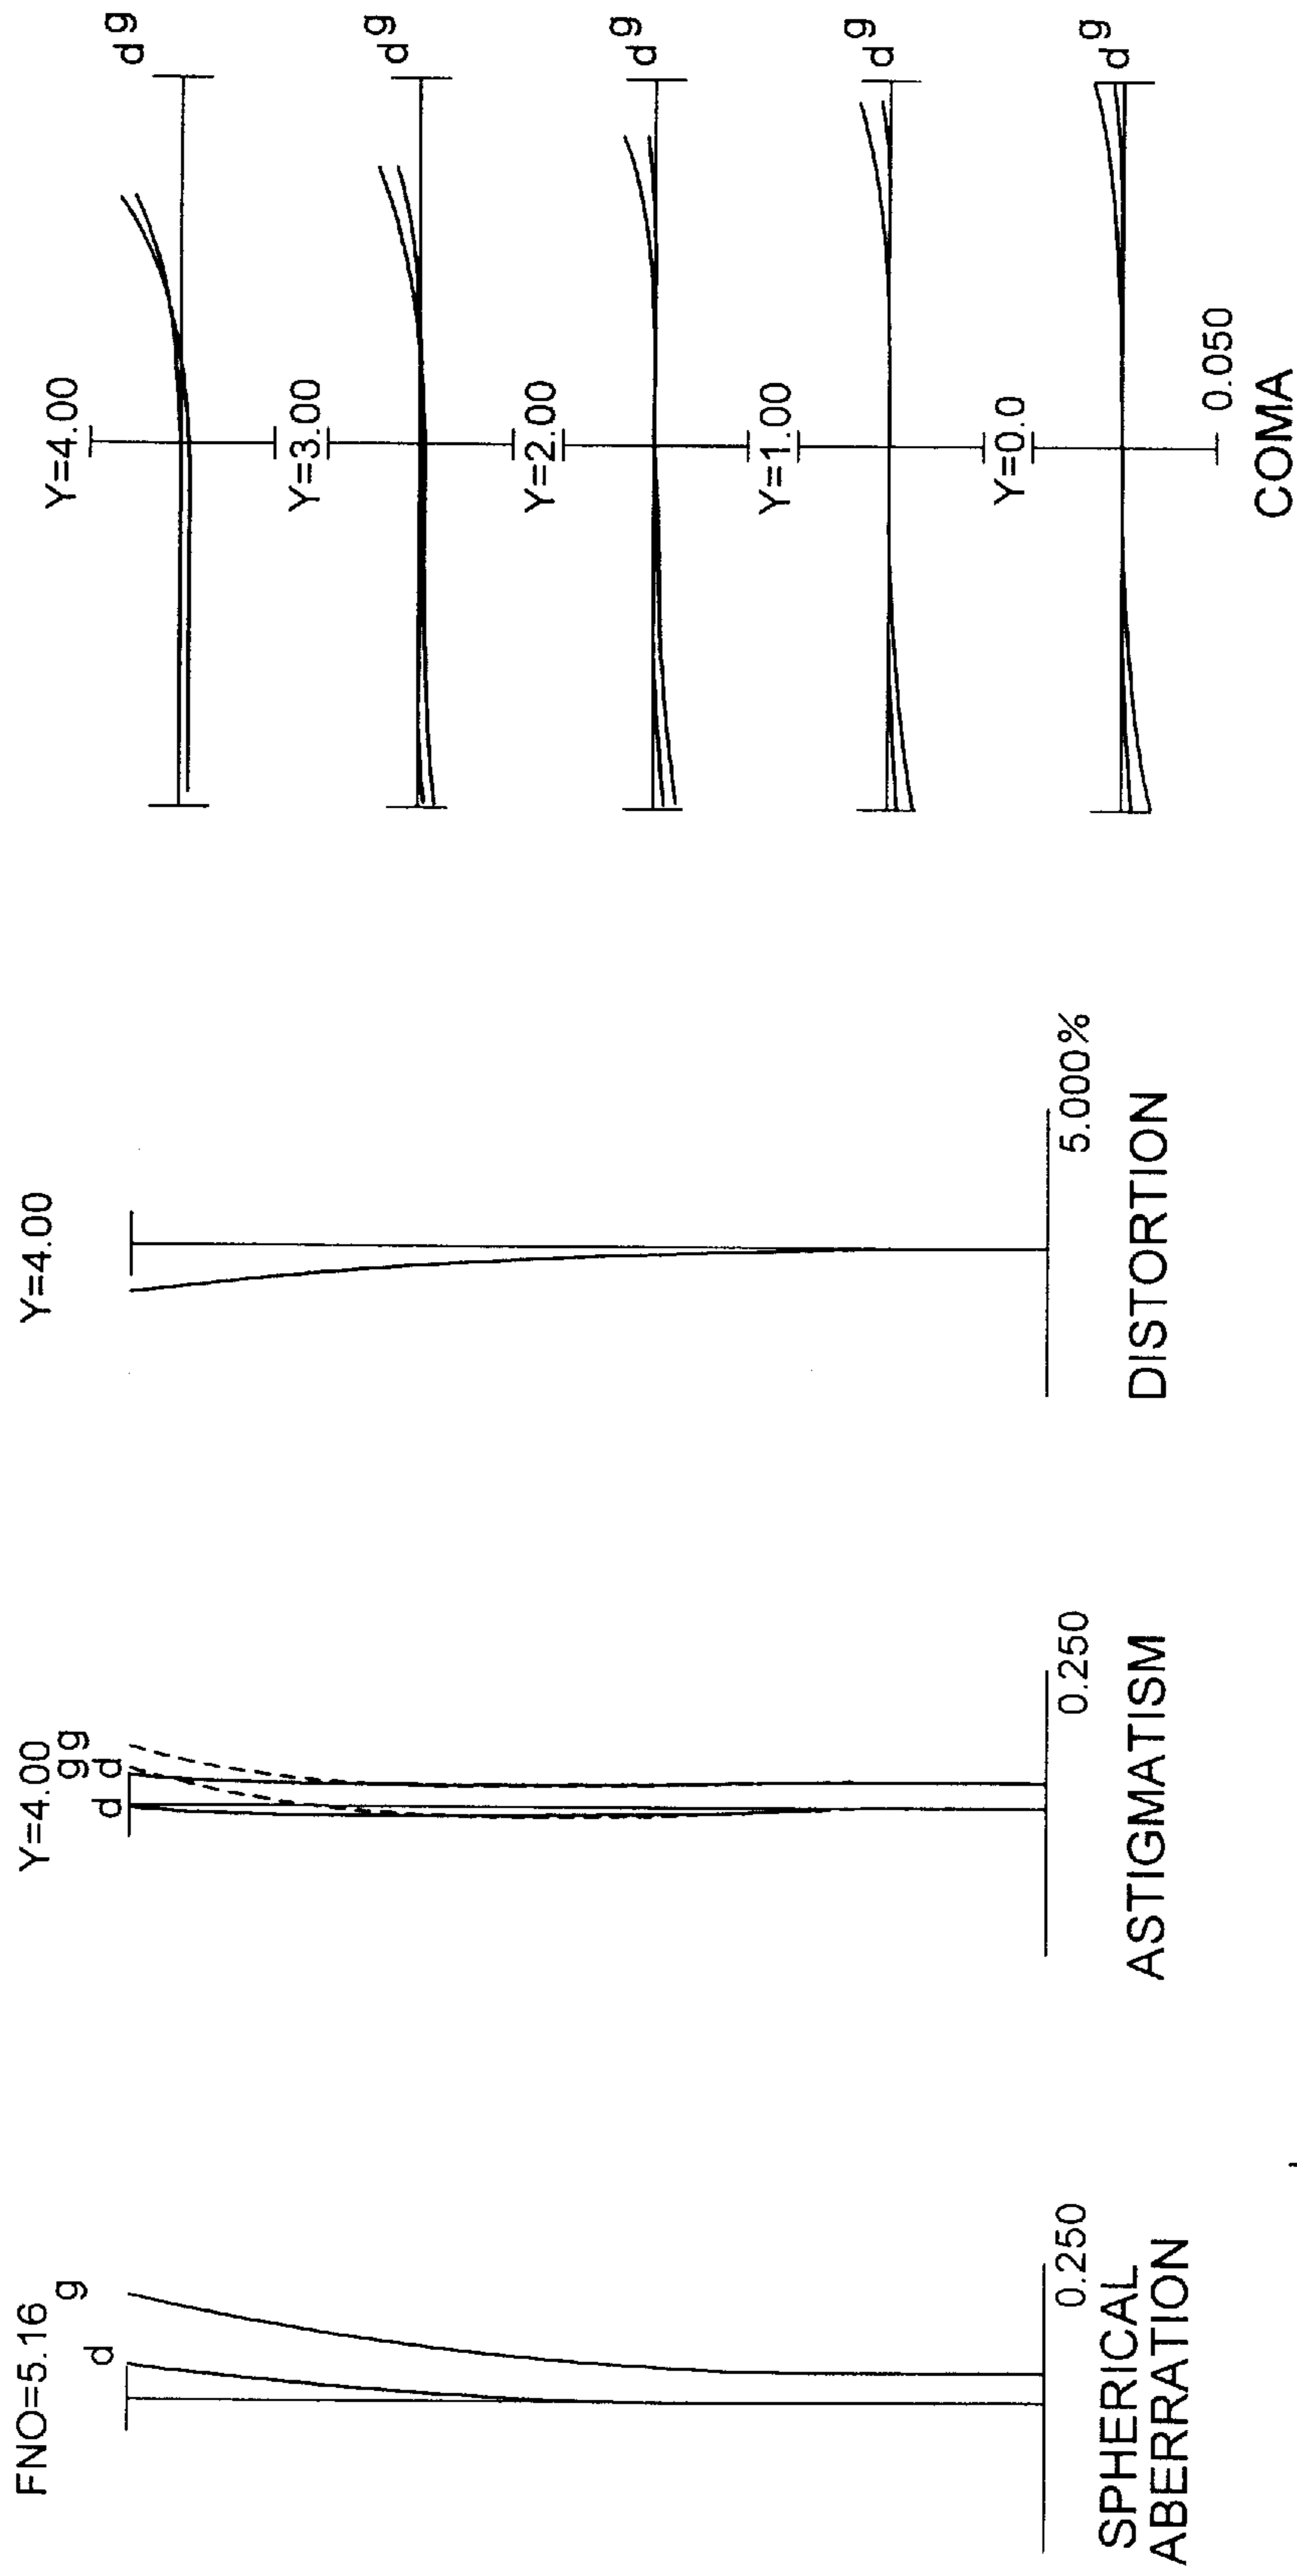 FNO=5.16
g
d
0.250
SPHERICAL
ABERRATION
Y=4.00
g g
d d
0.250
ASTIGMATISM
Y=4.00
5.000%
DISTORTION
Y=4.00
d g
Y=3.00
d g
Y=2.00
d g
Y=1.00
d g
Y=0.0
d g
0.050
COMA